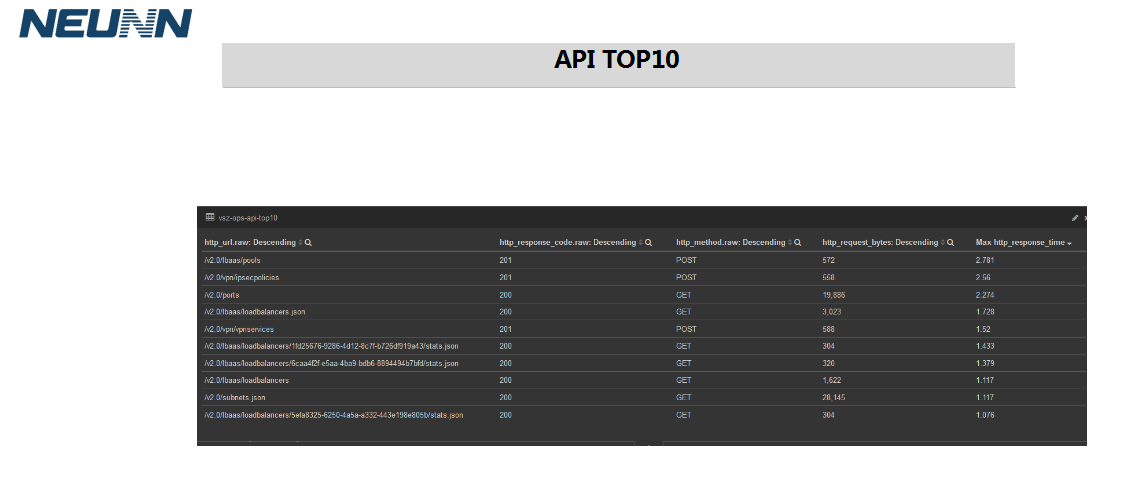 NEUNN
API TOP10
vsz-ops-api-top10
http_url.raw: Descending http_response_code.raw: Descending http_method.raw: Descending http_request_bytes: Descending Max http_response_time
/v2.0/lbaas/pools 201 POST 572 2.781
/v2.0/vpn/ipsecpolicies 201 POST 558 2.56
/v2.0/ports 200 GET 19,886 2.274
/v2.0/lbaas/loadbalancers.json 200 GET 3,023 1.728
/v2.0/vpn/vpnservices 201 POST 588 1.52
/v2.0/lbaas/loadbalancers/1fd25676-9286-4d12-8c7f-b726df919a43/stats.json 200 GET 304 1.433
/v2.0/lbaas/loadbalancers/6caa4f2f-e5aa-4ba9-bdb6-8894494b7bfd/stats.json 200 GET 320 1.379
/v2.0/lbaas/loadbalancers 200 GET 1,622 1.117
/v2.0/subnets.json 200 GET 28,145 1.117
/v2.0/lbaas/loadbalancers/5efa8325-6250-4a5a-a332-443e198e805b/stats.json 200 GET 304 1.076